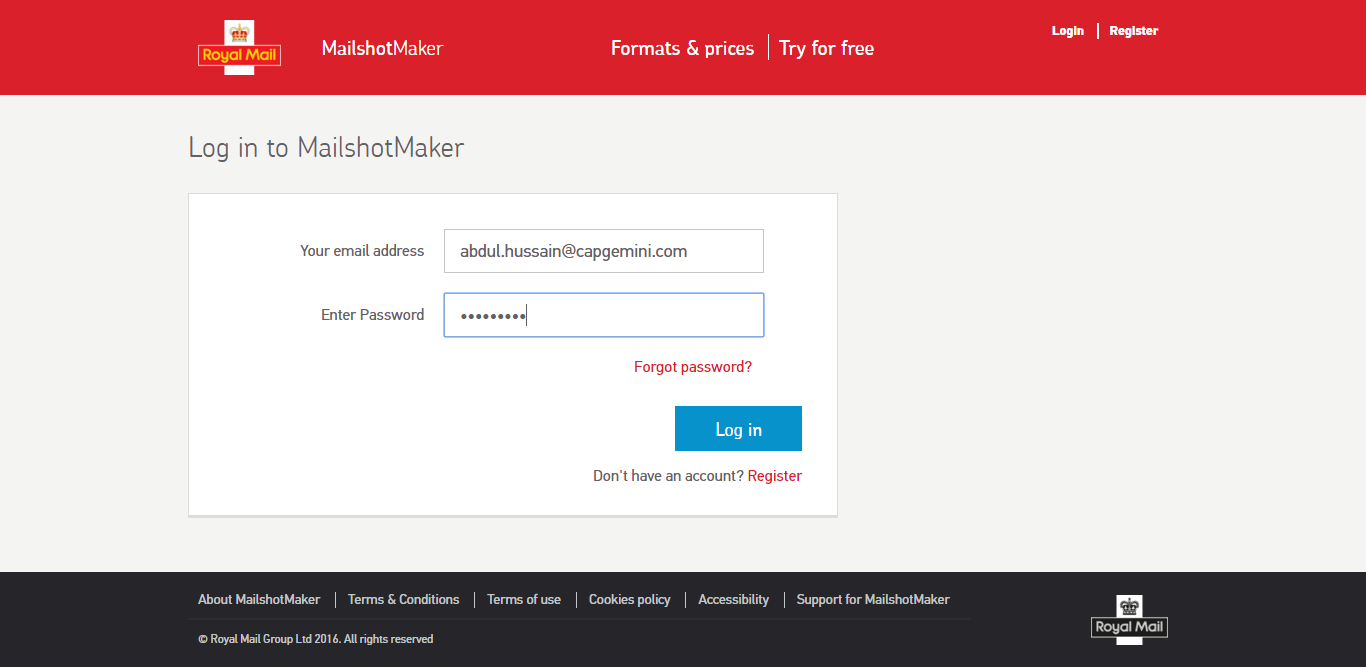 Royal Mail
MailshotMaker
Formats & prices
Try for free
Login
Register
Log in to MailshotMaker
Your email address
abdul.hussain@capgemini.com
Enter Password
•••••••••
Forgot password?
Log in
Don't have an account? Register
About MailshotMaker
Terms & Conditions
Terms of use
Cookies policy
Accessibility
Support for MailshotMaker
Royal Mail
© Royal Mail Group Ltd 2016. All rights reserved